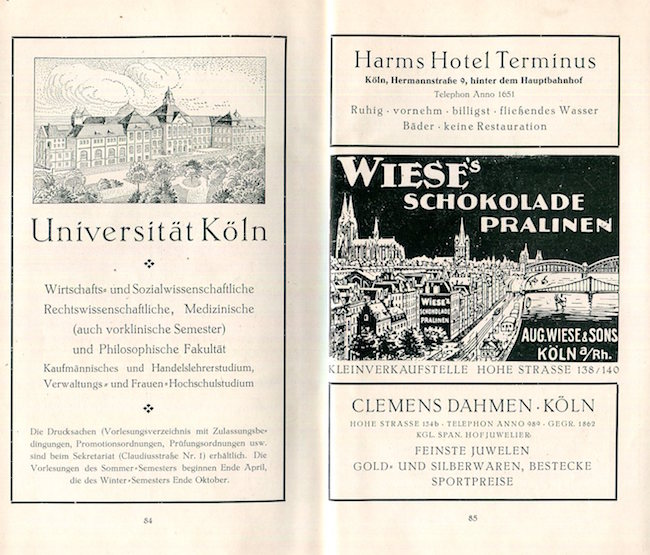 Universität Köln
Wirtschafts- und Sozialwissenschaftliche
Rechtswissenschaftliche, Medizinische
(auch vorklinische Semester)
und Philosophische Fakultät
Kaufmännisches und Handelslehrerstudium,
Verwaltungs- und Frauen-Hochschulstudium
Die Drucksachen (Vorlesungsverzeichnis mit Zulassungsbe-
dingungen, Promotionsordnungen, Prüfungsordnungen usw.
sind beim Sekretariat (Claudiusstraße Nr. 1) erhältlich. Die
Vorlesungen des Sommer-Semesters beginnen Ende April,
die des Winter-Semesters Ende Oktober.
84
Harms Hotel Terminus
Köln, Hermannstraße 9, hinter dem Hauptbahnhof
Telephon Anno 1651
Ruhig · vornehm · billigst · fließendes Wasser
Bäder · keine Restauration
WIESE's
SCHOKOLADE
PRALINEN
WIESE's
SCHOKOLADE
PRALINEN
AUG. WIESE & SONS
KÖLN a/Rh.
KLEINVERKAUFSTELLE HOHE STRASSE 138/140
CLEMENS DAHMEN · KÖLN
HOHE STRASSE 134b · TELEPHON ANNO 989 · GEGR. 1862
KGL. SPAN. HOFJUWELIER
FEINSTE JUWELEN
GOLD- UND SILBERWAREN, BESTECKE
SPORTPREISE
85